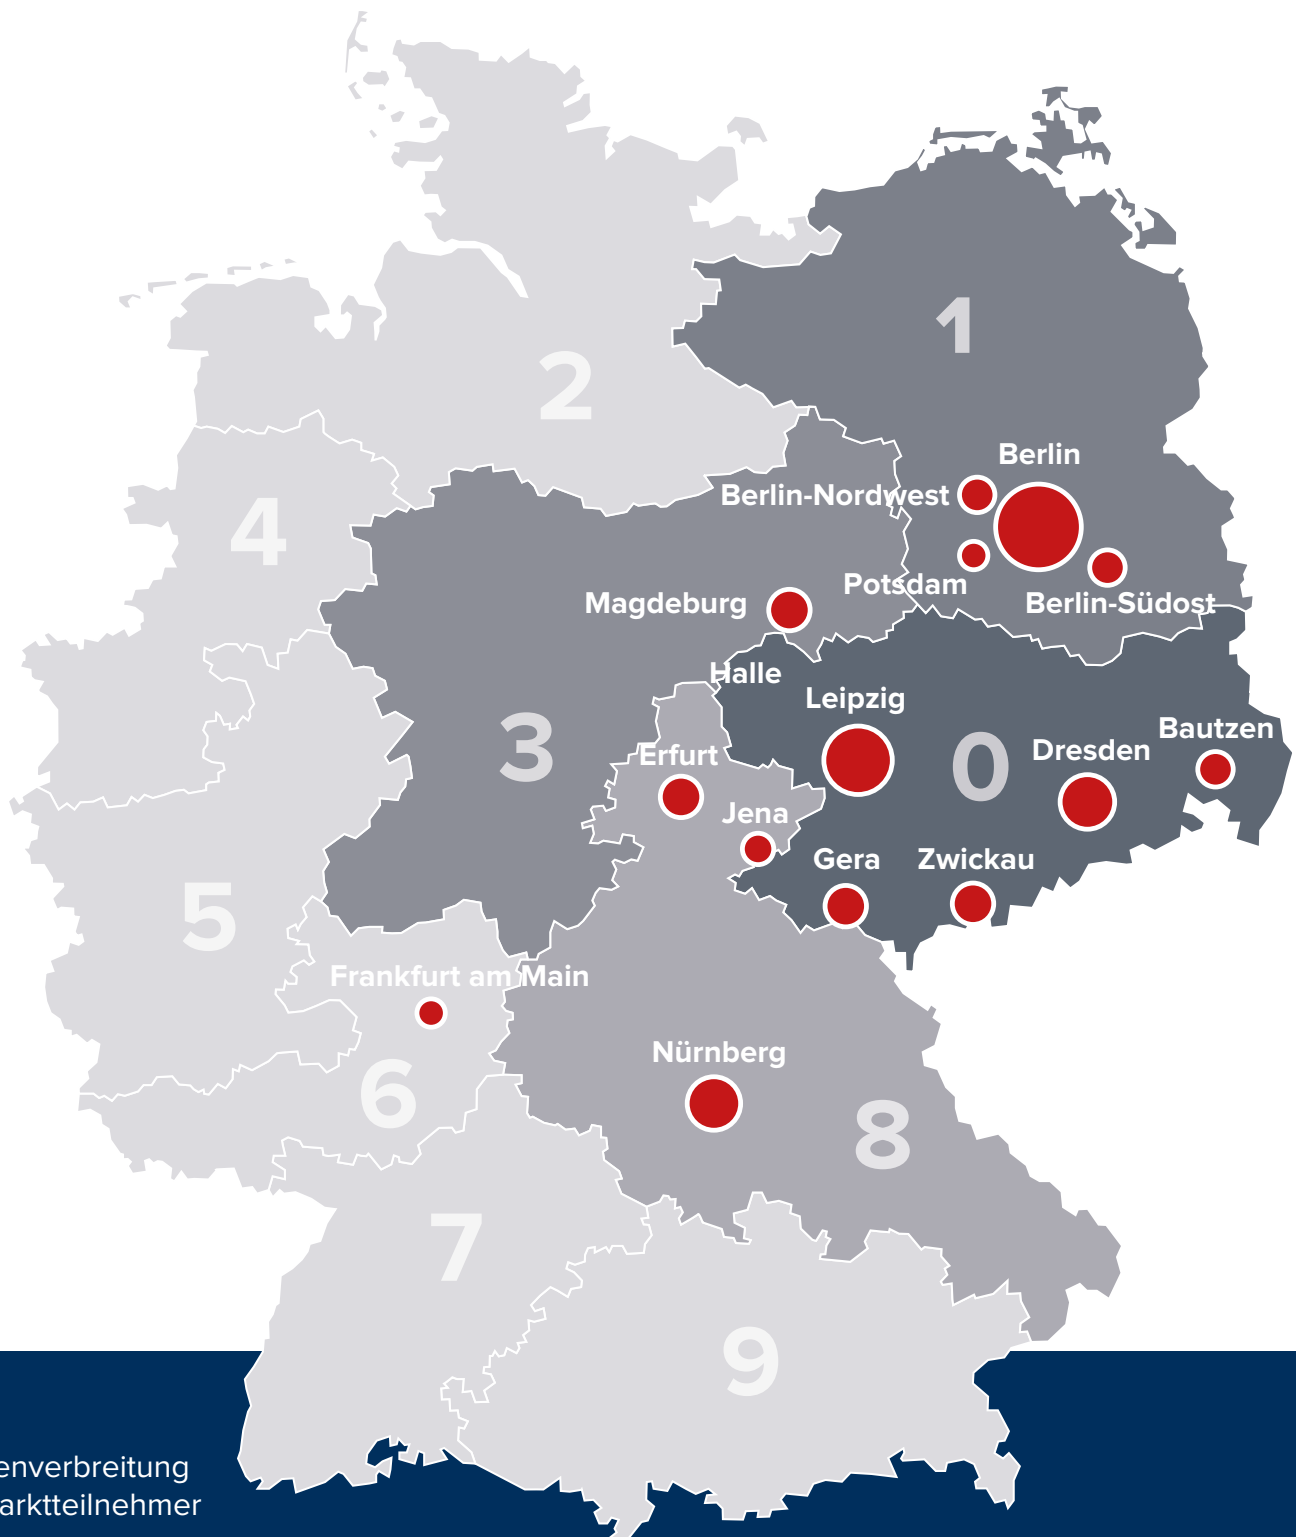 1
2
Berlin
Berlin-Nordwest
4
Potsdam
Magdeburg
Berlin-Südost
Halle
Leipzig
Bautzen
3
0
Dresden
Erfurt
Jena
Gera
Zwickau
5
Frankfurt am Main
Nürnberg
6
8
7
9
enverbreitung
arktteilnehmer